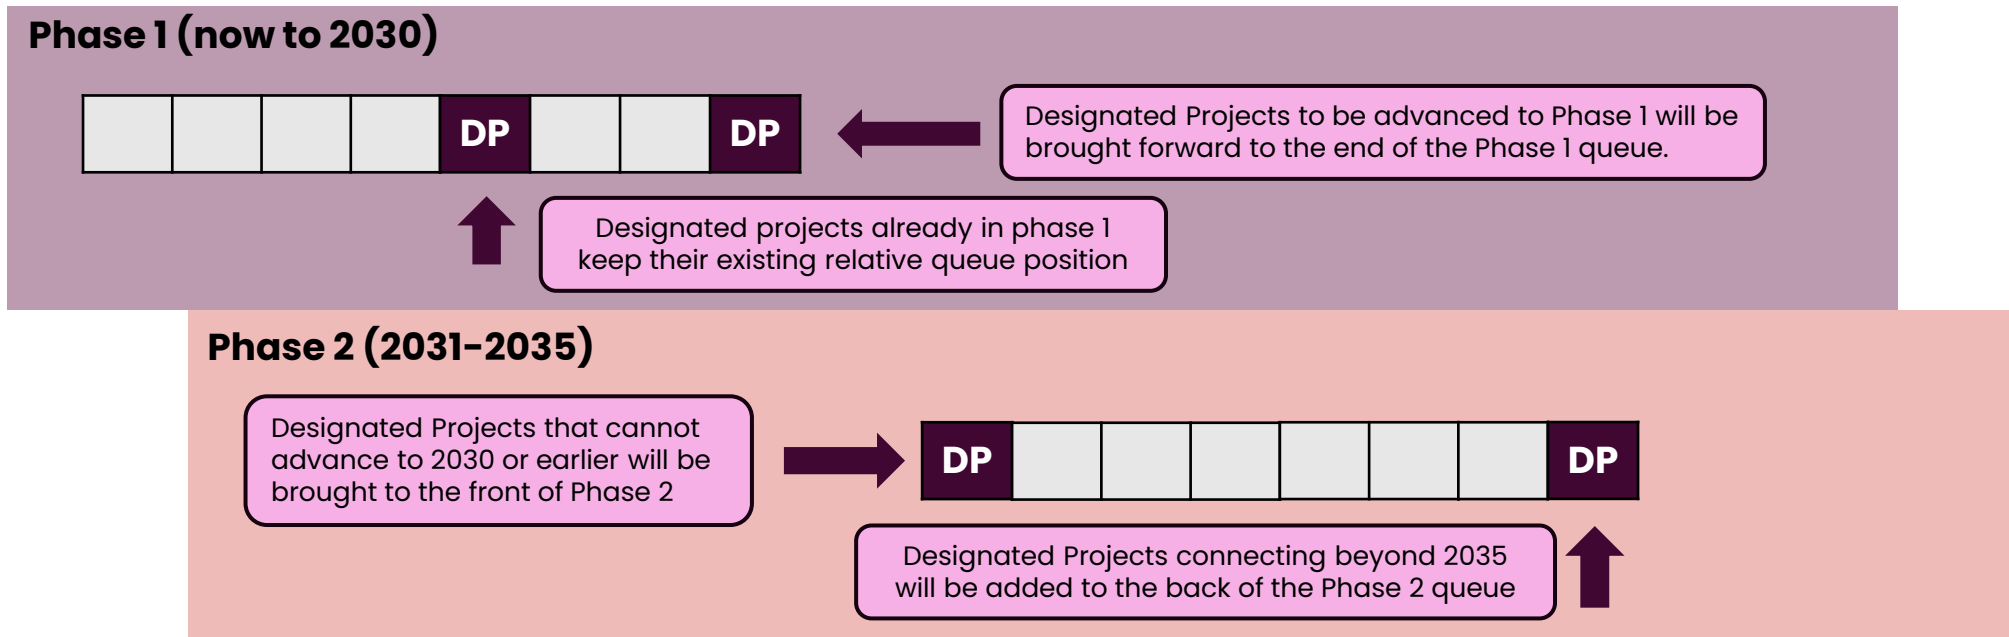 Phase 1 (now to 2030)
DP
DP
Designated Projects to be advanced to Phase 1 will be
brought forward to the end of the Phase 1 queue.
Designated projects already in phase 1
keep their existing relative queue position
Phase 2 (2031-2035)
Designated Projects that cannot
advance to 2030 or earlier will be
brought to the front of Phase 2
DP
DP
Designated Projects connecting beyond 2035
will be added to the back of the Phase 2 queue